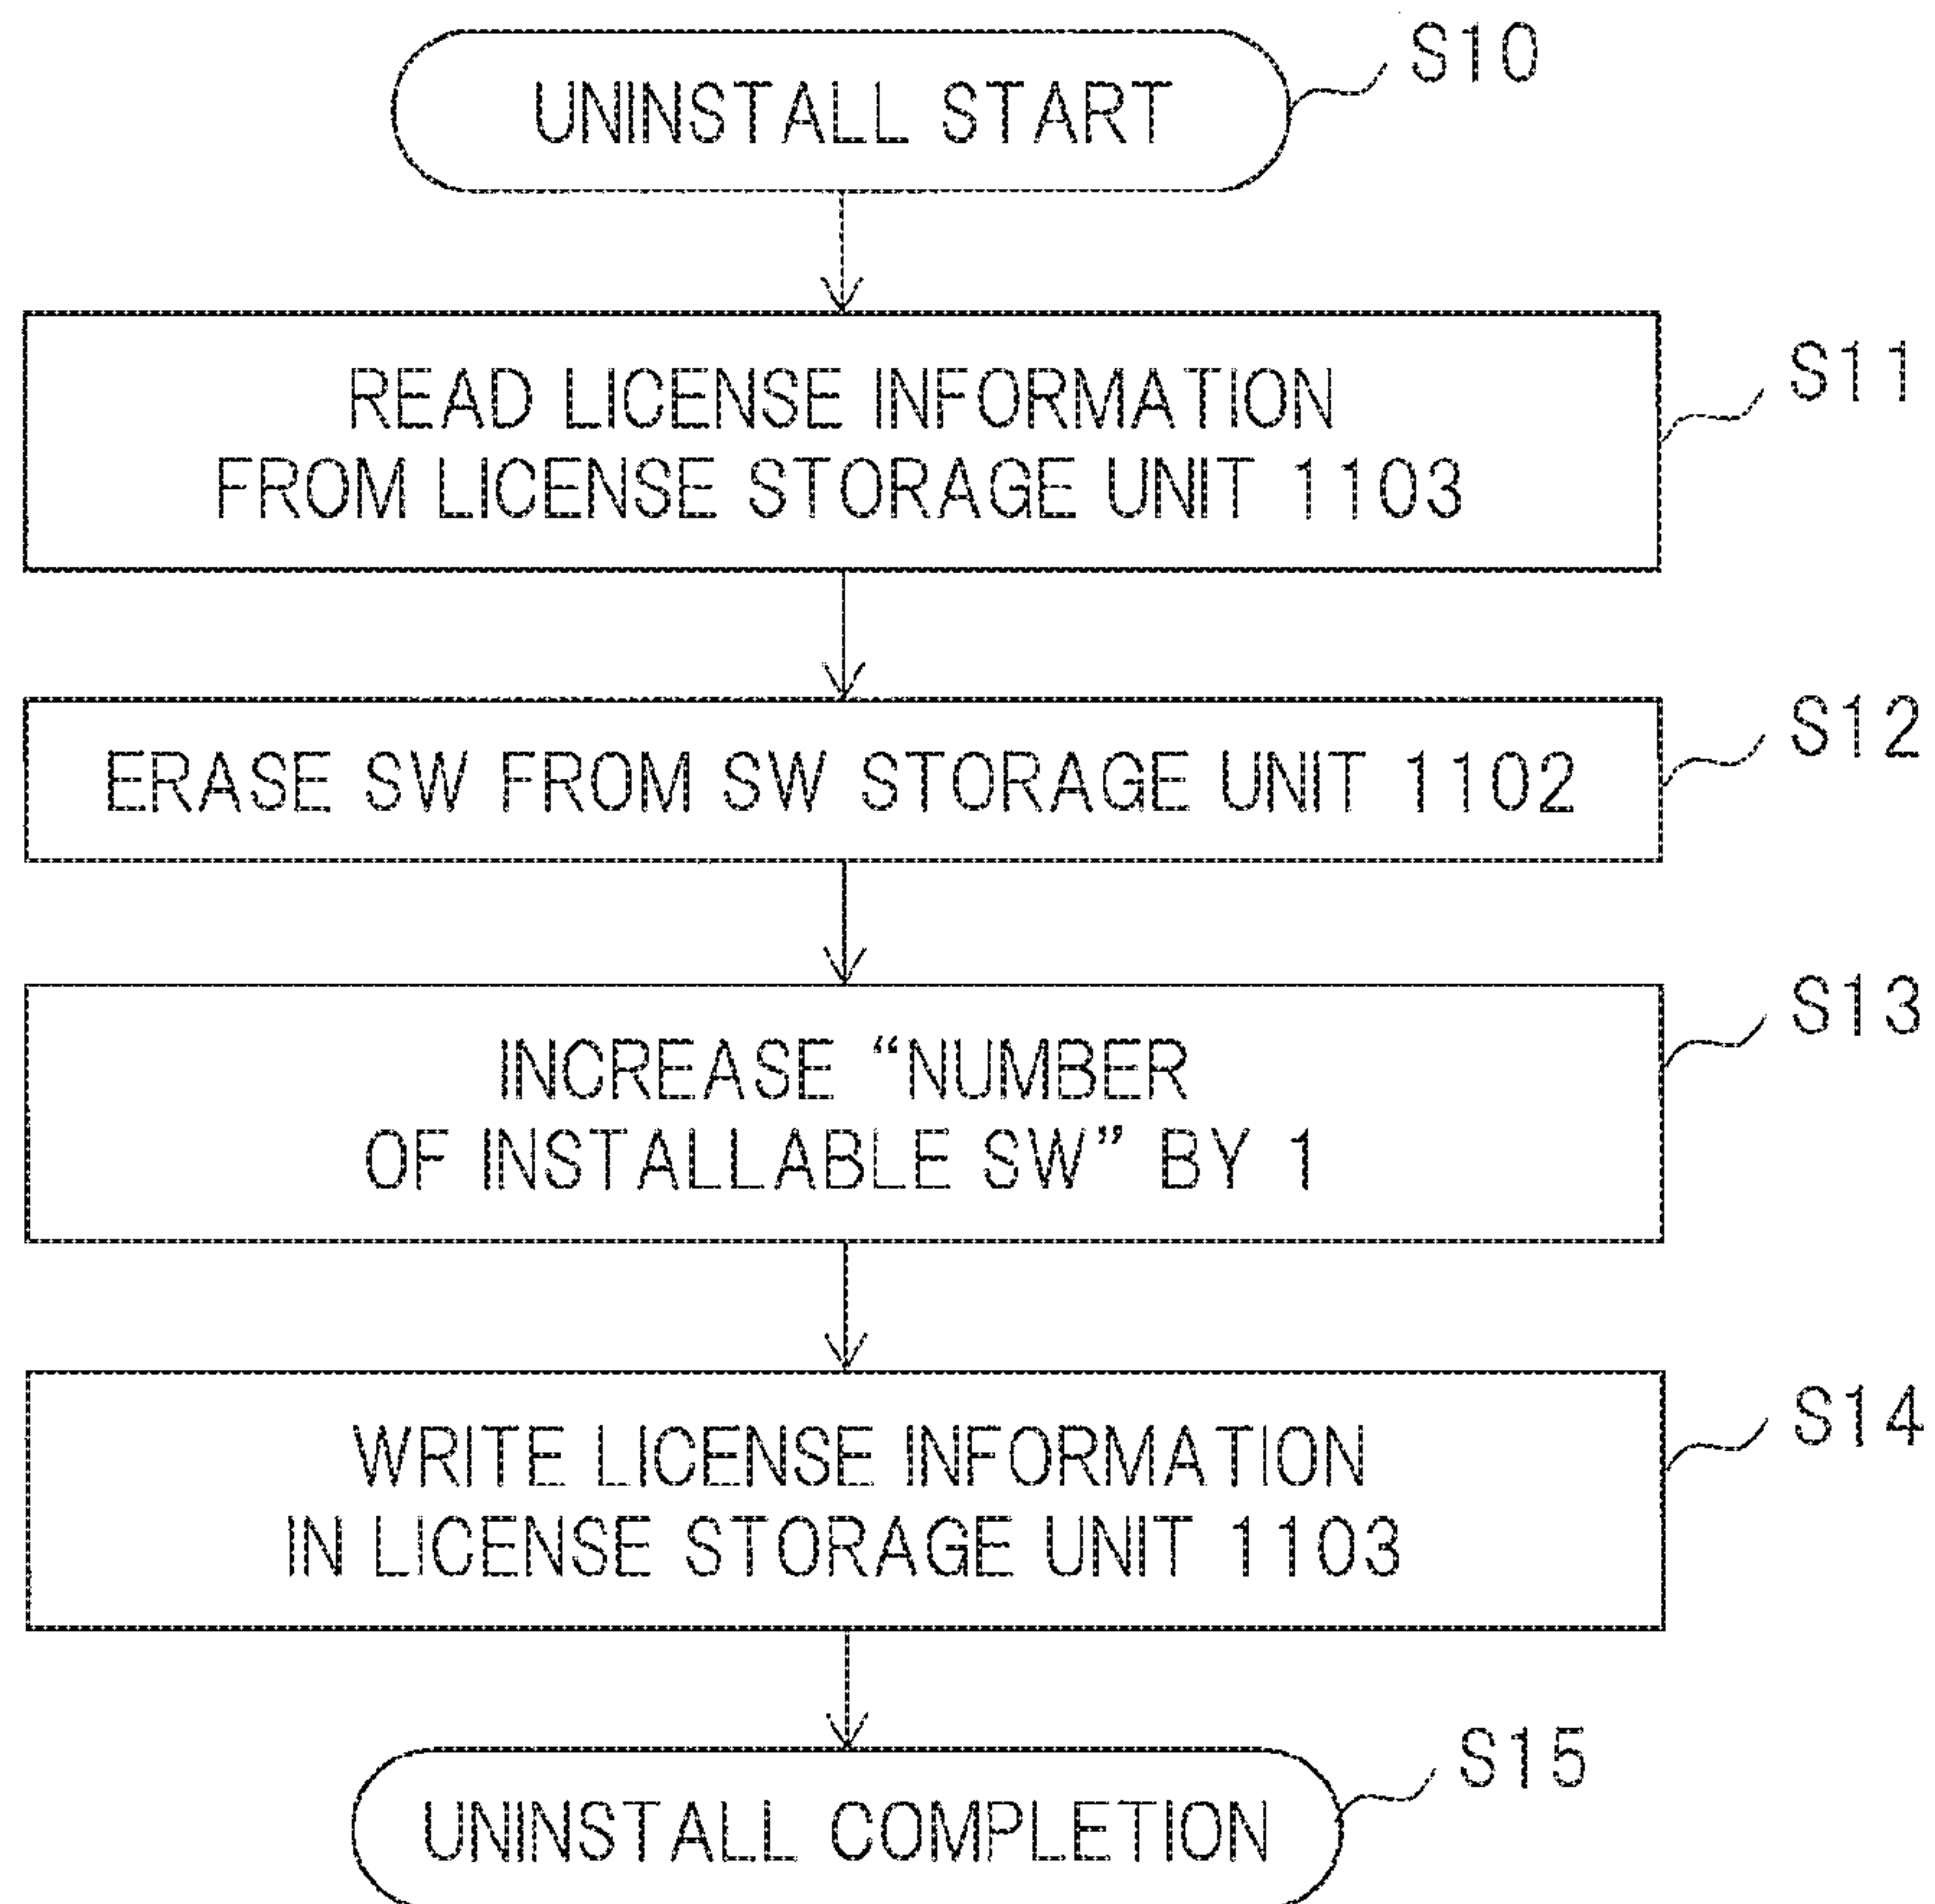 UNINSTALL START
S10
READ LICENSE INFORMATION
FROM LICENSE STORAGE UNIT 1103
S11
ERASE SW FROM SW STORAGE UNIT 1102
S12
INCREASE “NUMBER
OF INSTALLABLE SW” BY 1
S13
WRITE LICENSE INFORMATION
IN LICENSE STORAGE UNIT 1103
S14
UNINSTALL COMPLETION
S15